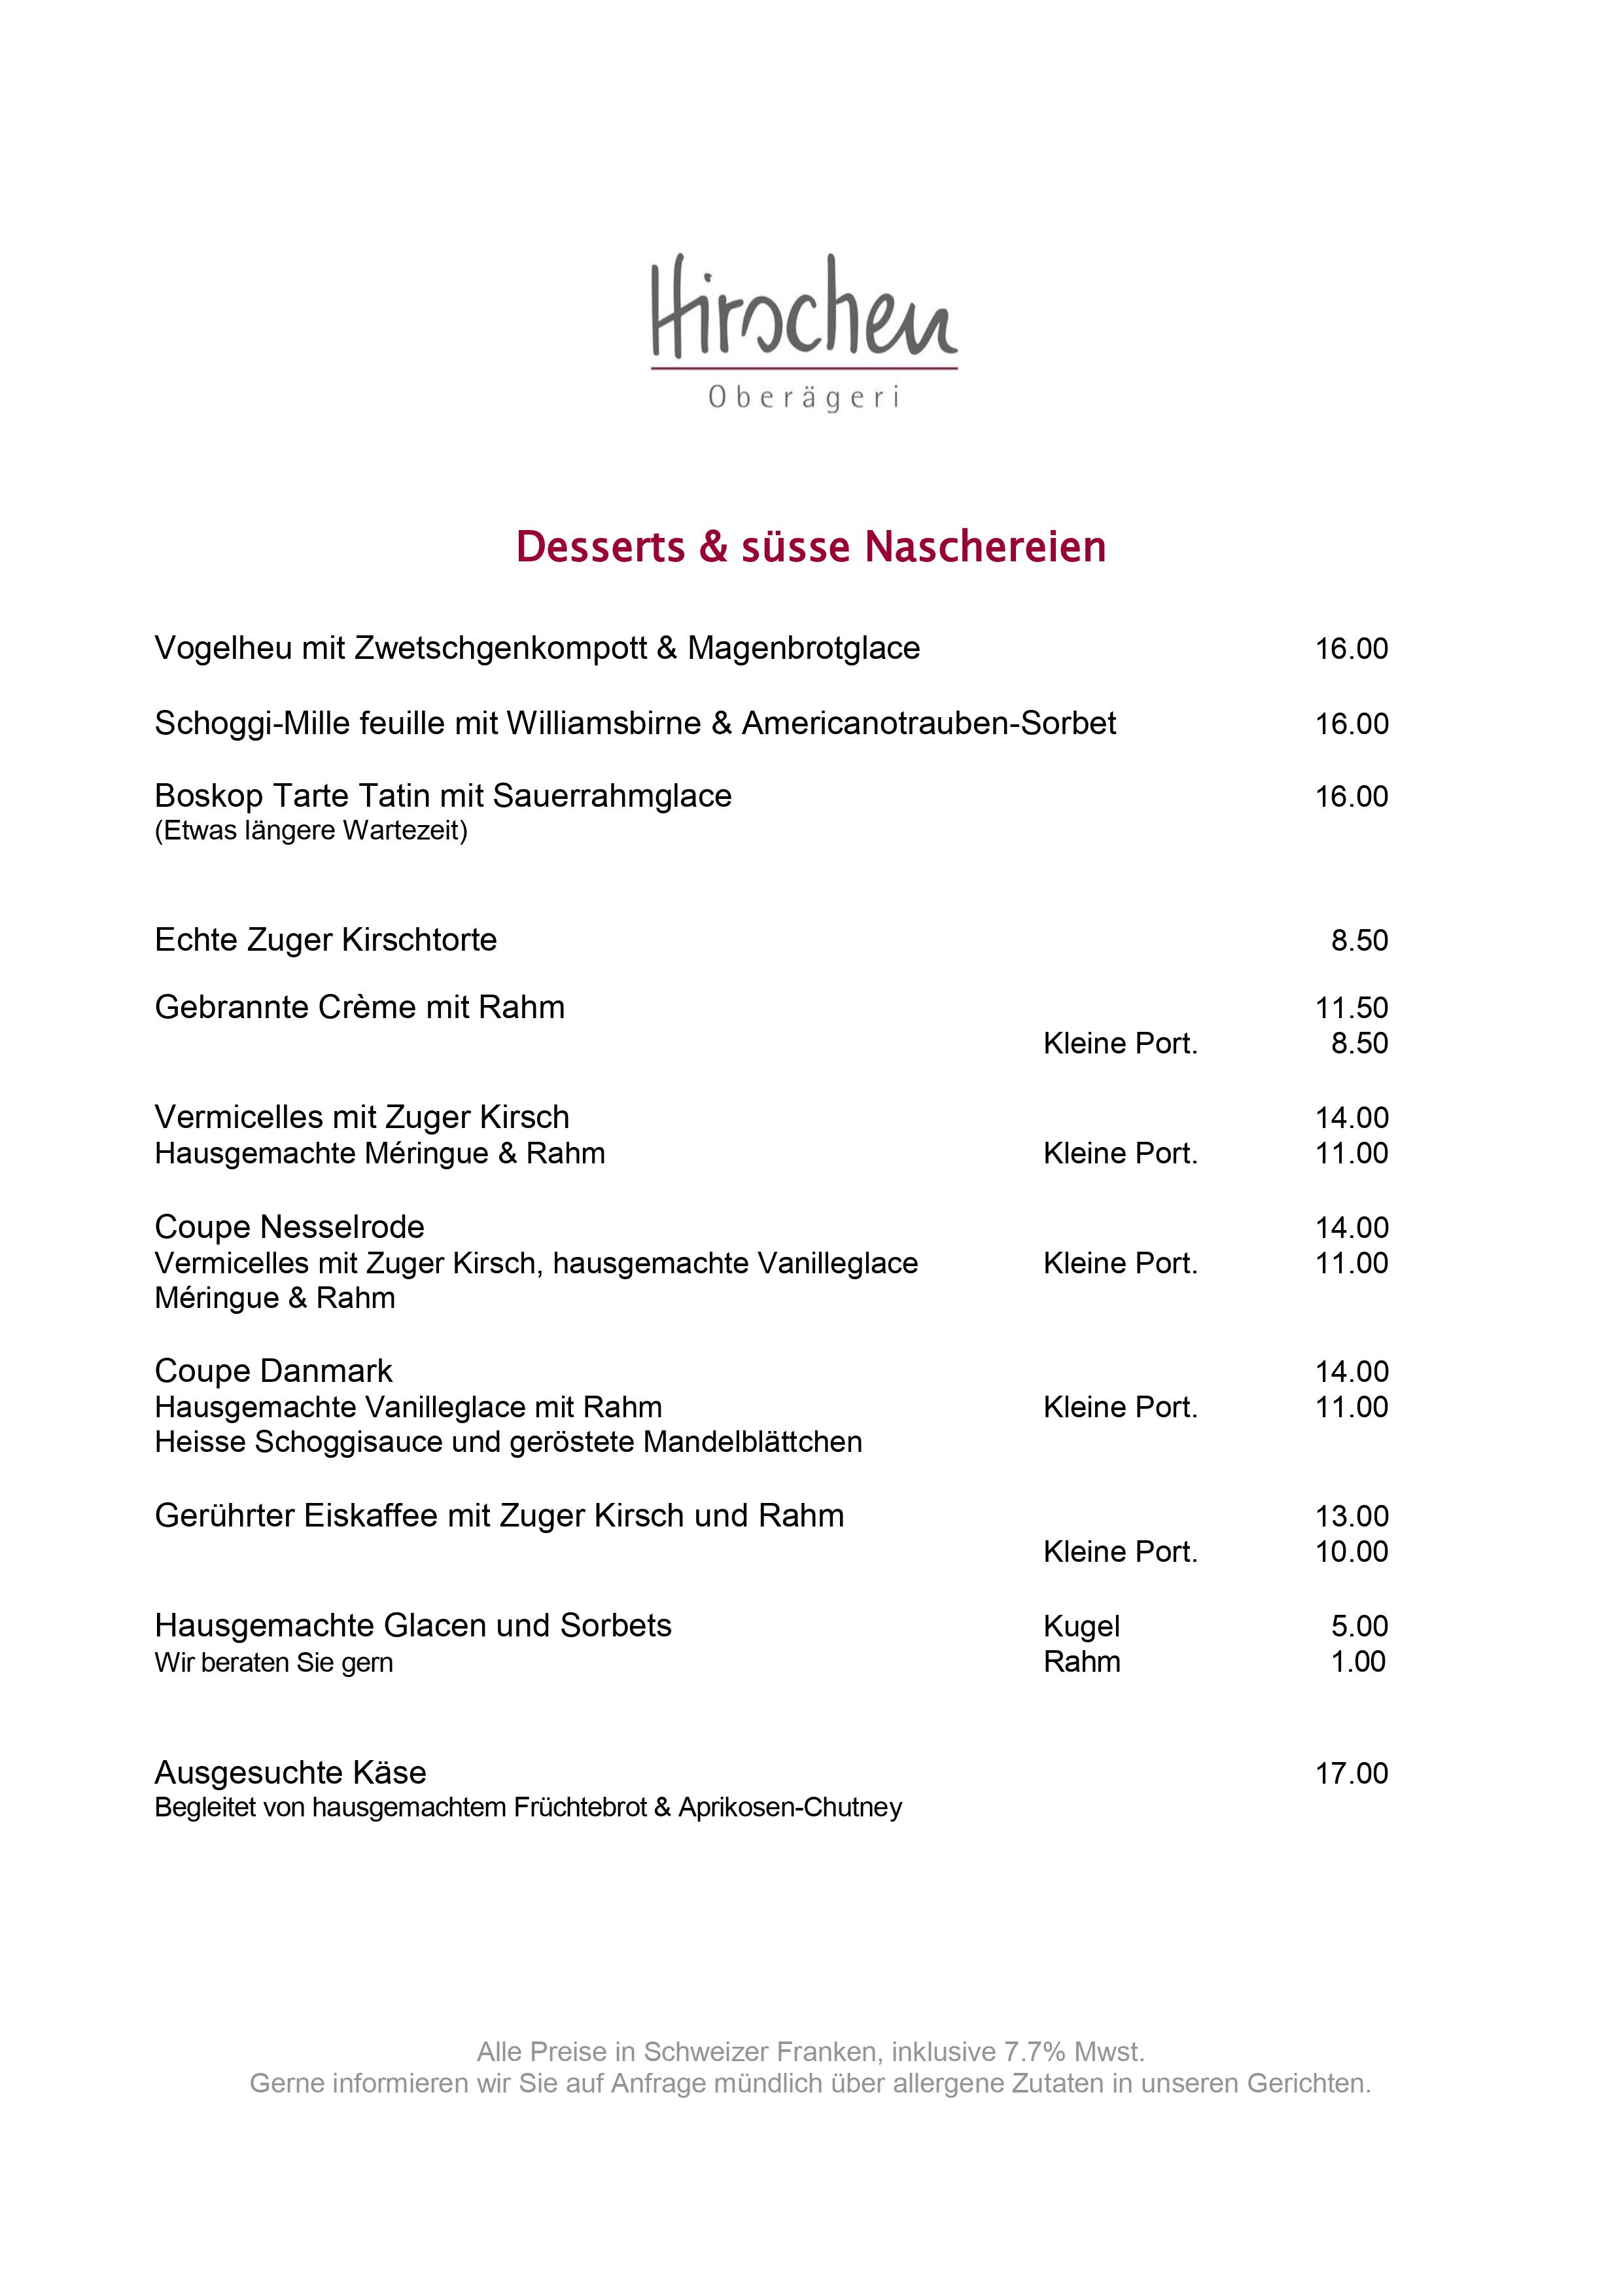 Hirschen
Oberägeri
Desserts & süsse Naschereien
Vogelheu mit Zwetschgenkompott & Magenbrotglace 16.00
Schoggi-Mille feuille mit Williamsbirne & Americanotrauben-Sorbet 16.00
Boskop Tarte Tatin mit Sauerrahmglace 16.00
(Etwas längere Wartezeit)
Echte Zuger Kirschtorte 8.50
Gebrannte Crème mit Rahm 11.50
Kleine Port. 8.50
Vermicelles mit Zuger Kirsch 14.00
Hausgemachte Méringue & Rahm Kleine Port. 11.00
Coupe Nesselrode 14.00
Vermicelles mit Zuger Kirsch, hausgemachte Vanilleglace Kleine Port. 11.00
Méringue & Rahm
Coupe Danmark 14.00
Hausgemachte Vanilleglace mit Rahm Kleine Port. 11.00
Heisse Schoggisauce und geröstete Mandelblättchen
Gerührter Eiskaffee mit Zuger Kirsch und Rahm 13.00
Kleine Port. 10.00
Hausgemachte Glacen und Sorbets Kugel 5.00
Wir beraten Sie gern Rahm 1.00
Ausgesuchte Käse 17.00
Begleitet von hausgemachtem Früchtebrot & Aprikosen-Chutney
Alle Preise in Schweizer Franken, inklusive 7.7% Mwst.
Gerne informieren wir Sie auf Anfrage mündlich über allergene Zutaten in unseren Gerichten.